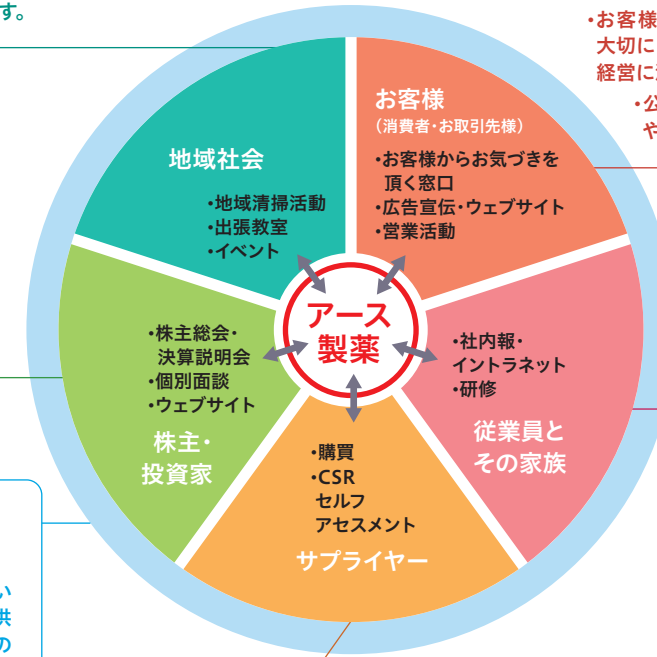 す。
・お客様
大切に
経営に
・公
や
お客様
（消費者・お取引先様）
・お客様からお気づきを
頂く窓口
・広告宣伝・ウェブサイト
・営業活動
地域社会
・地域清掃活動
・出張教室
・イベント
アース
製薬
・株主総会・
決算説明会
・個別面談
・ウェブサイト
株主・
投資家
・社内報・
イントラネット
・研修
従業員と
その家族
・購買
・CSR
セルフ
アセスメント
サプライヤー
い
供
の